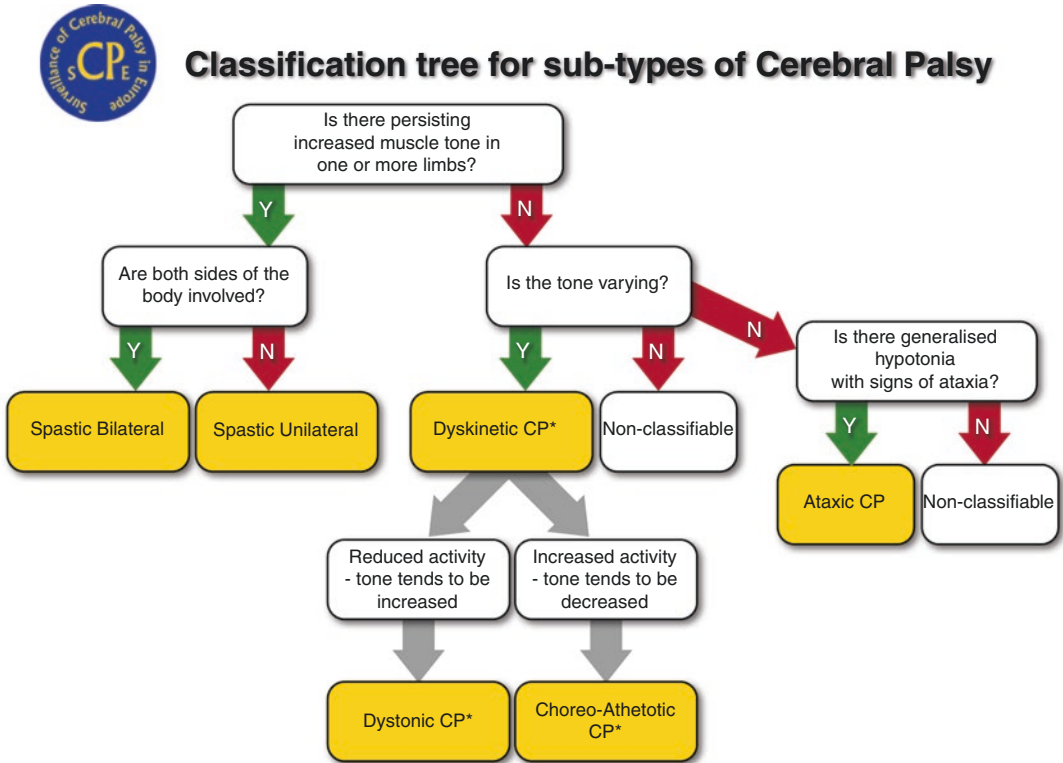 Surveillance of Cerebral Palsy in Europe
SCPE
Classification tree for sub-types of Cerebral Palsy
Is there persisting
increased muscle tone in
one or more limbs?
Y
N
Are both sides of the
body involved?
Is the tone varying?
N
Y
N
Y
N
Is there generalised
hypotonia
with signs of ataxia?
Spastic Bilateral
Spastic Unilateral
Dyskinetic CP*
Non-classifiable
Y
N
Ataxic CP
Non-classifiable
Reduced activity
- tone tends to be
increased
Increased activity
- tone tends to be
decreased
Dystonic CP*
Choreo-Athetotic
CP*